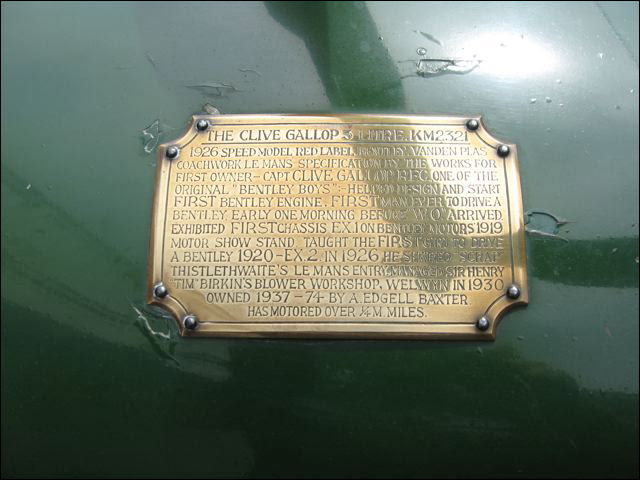 THE CLIVE GALLOP 3 LITRE. KM2321
1926 SPEED MODEL RED LABEL, BENTLEY. VANDEN PLAS
COACHWORK LE MANS SPECIFICATION BY THE WORKS FOR
FIRST OWNER- CAPT CLIVE GALLOP. R.F.C. ONE OF THE
ORIGINAL "BENTLEY BOYS":- HELPED DESIGN AND START
FIRST BENTLEY ENGINE. FIRST MAN EVER TO DRIVE A
BENTLEY, EARLY ONE MORNING BEFORE 'W.O' ARRIVED
EXHIBITED FIRST CHASSIS EX.1 ON BENTLEY MOTORS 1919
MOTOR SHOW STAND. TAUGHT THE FIRST GIRL TO DRIVE
A BENTLEY 1920-EX.2. IN 1926 HE SHARED 'SCRAP'
THISTLETHWAITE'S LE MANS ENTRY. MANAGED SIR HENRY
"TIM" BIRKIN'S BLOWER WORKSHOP, WELWYN IN 1930
OWNED 1937-74 BY A. EDGELL BAXTER.
HAS MOTORED OVER ¼ M MILES.